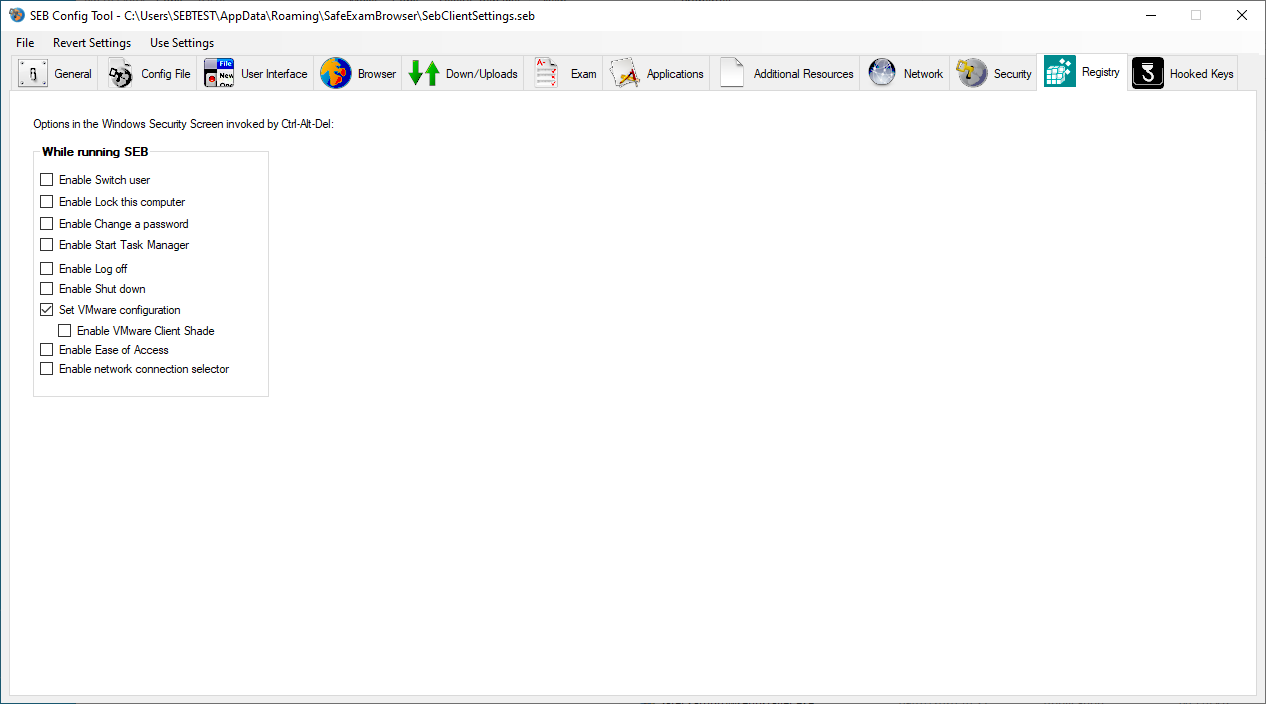 SEB Config Tool - C:\Users\SEBTEST\AppData\Roaming\SafeExamBrowser\SebClientSettings.seb
File Revert Settings Use Settings
General Config File File New User Interface Browser Down/Uploads A- Exam Applications Additional Resources Network Security Registry Hooked Keys
Options in the Windows Security Screen invoked by Ctrl-Alt-Del:
While running SEB
Enable Switch user
Enable Lock this computer
Enable Change a password
Enable Start Task Manager
Enable Log off
Enable Shut down
Set VMware configuration
Enable VMware Client Shade
Enable Ease of Access
Enable network connection selector